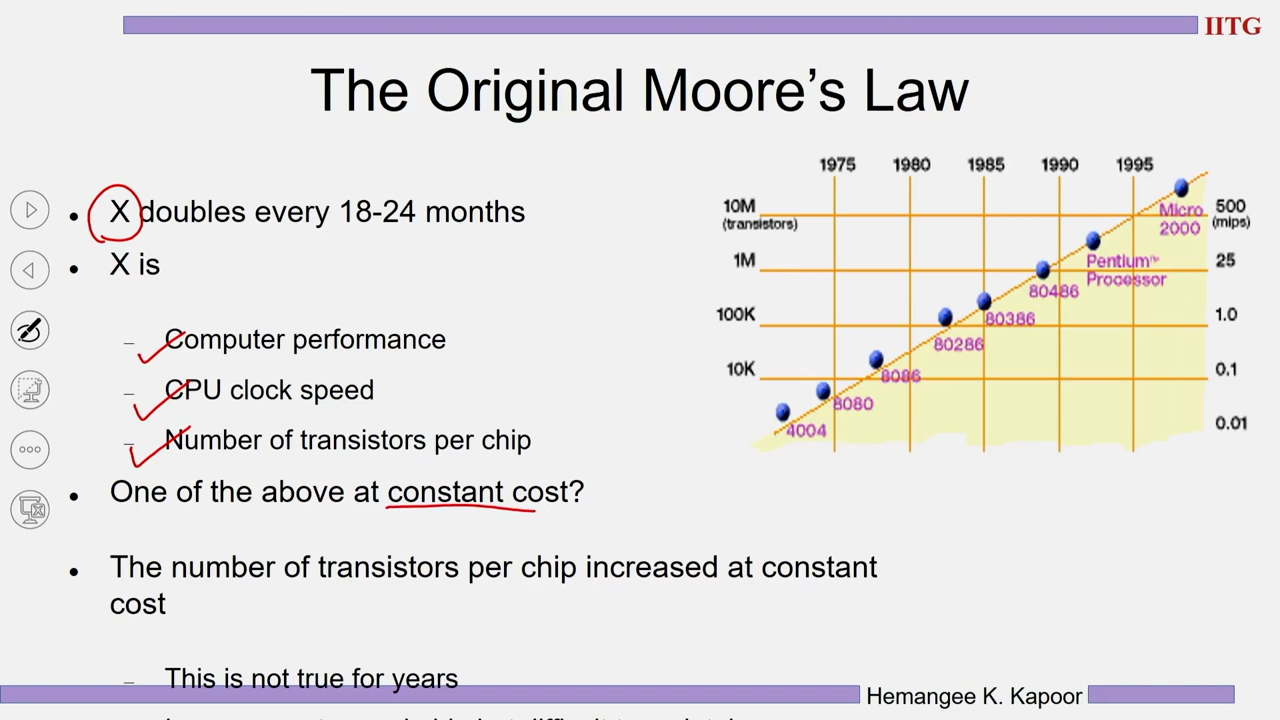 IITG
The Original Moore's Law
• X doubles every 18-24 months
• X is
– Computer performance
– CPU clock speed
– Number of transistors per chip
• One of the above at constant cost?
• The number of transistors per chip increased at constant
cost
– This is not true for years
1975 1980 1985 1990 1995
10M
(transistors)
1M
100K
10K
500
(mips)
25
1.0
0.1
0.01
Micro
2000
Pentium™
Processor
80486
80386
80286
8086
8080
4004
Hemangee K. Kapoor